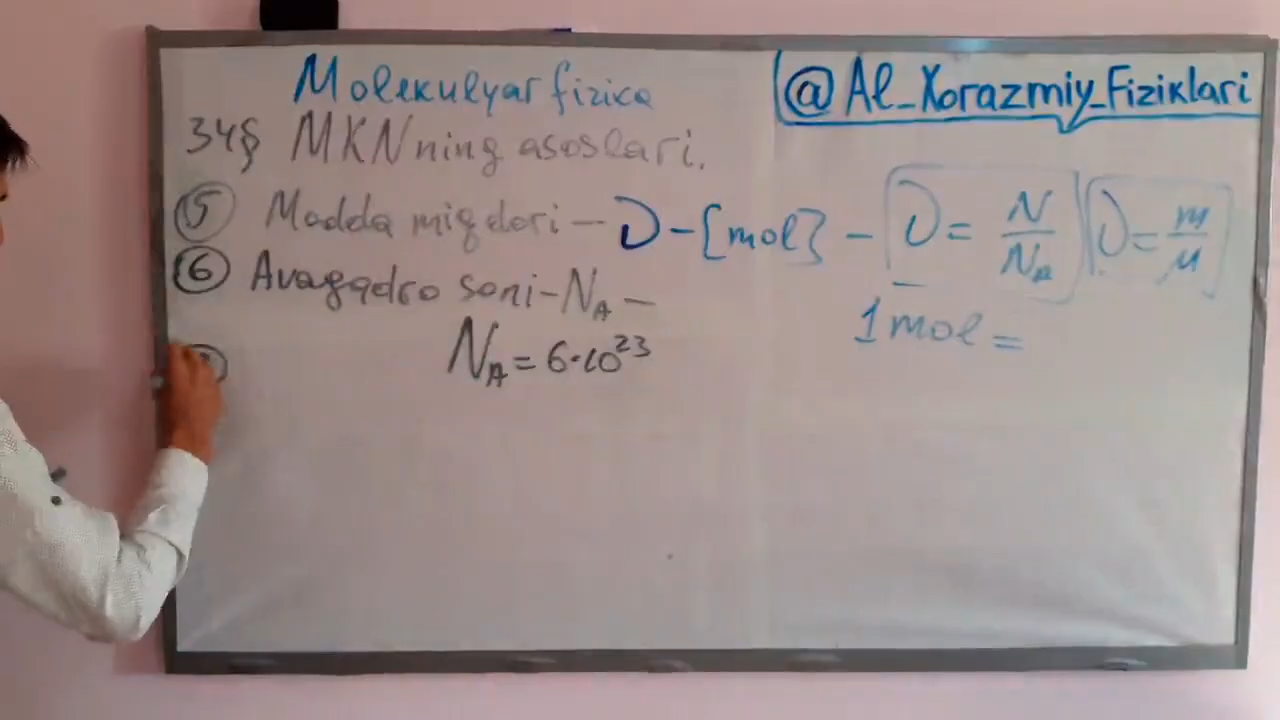 Molekulyar fizika
@Al_Xorazmiy_Fiziklari
34§ MKNning asoslari.
5 Modda miqdori – υ – [mol] – υ = N/N_A υ = m/μ
6 Avagadro soni – N_A –
1 mol =
N_A = 6·10²³